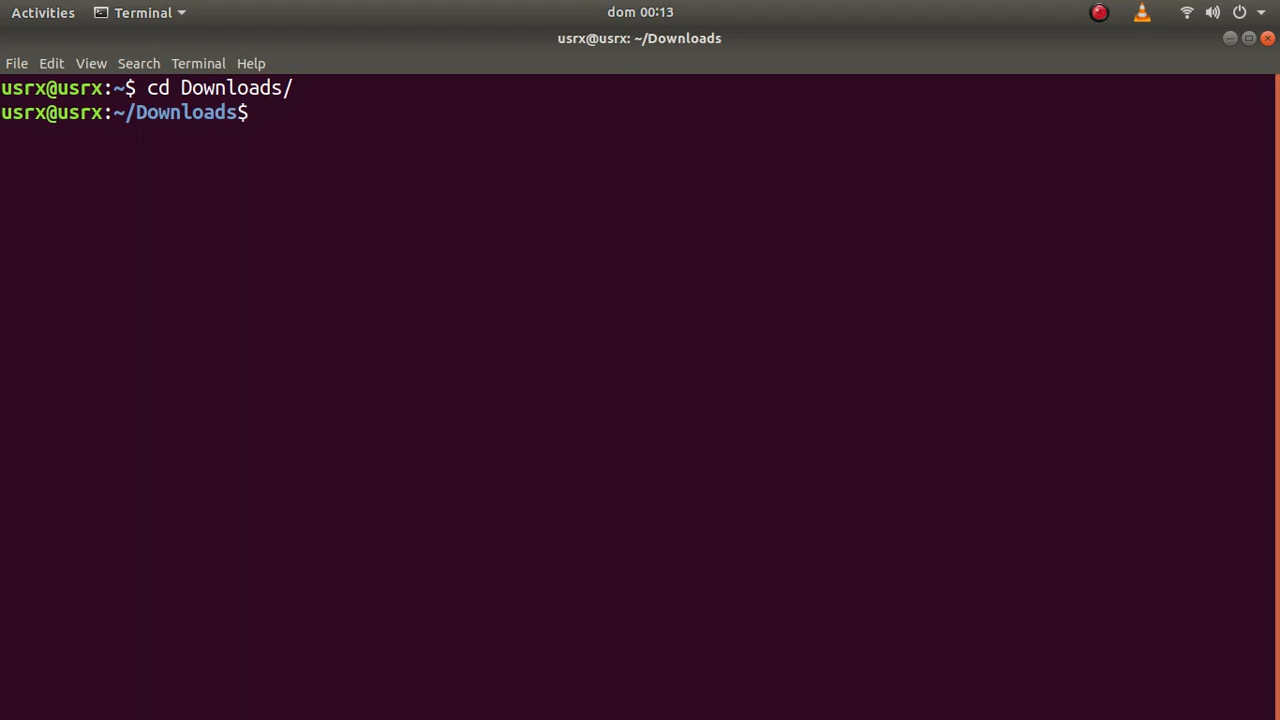 Activities Terminal dom 00:13
usrx@usrx: ~/Downloads
File Edit View Search Terminal Help
usrx@usrx:~$ cd Downloads/
usrx@usrx:~/Downloads$